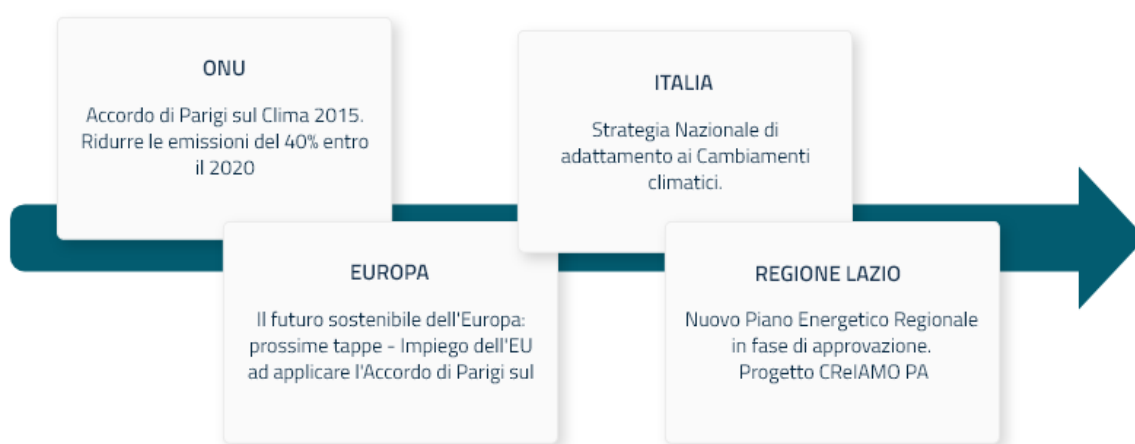 ONU
Accordo di Parigi sul Clima 2015.
Ridurre le emissioni del 40% entro
il 2020
EUROPA
Il futuro sostenibile dell'Europa:
prossime tappe - Impiego dell'EU
ad applicare l'Accordo di Parigi sul
ITALIA
Strategia Nazionale di
adattamento ai Cambiamenti
climatici.
REGIONE LAZIO
Nuovo Piano Energetico Regionale
in fase di approvazione.
Progetto CReIAMO PA